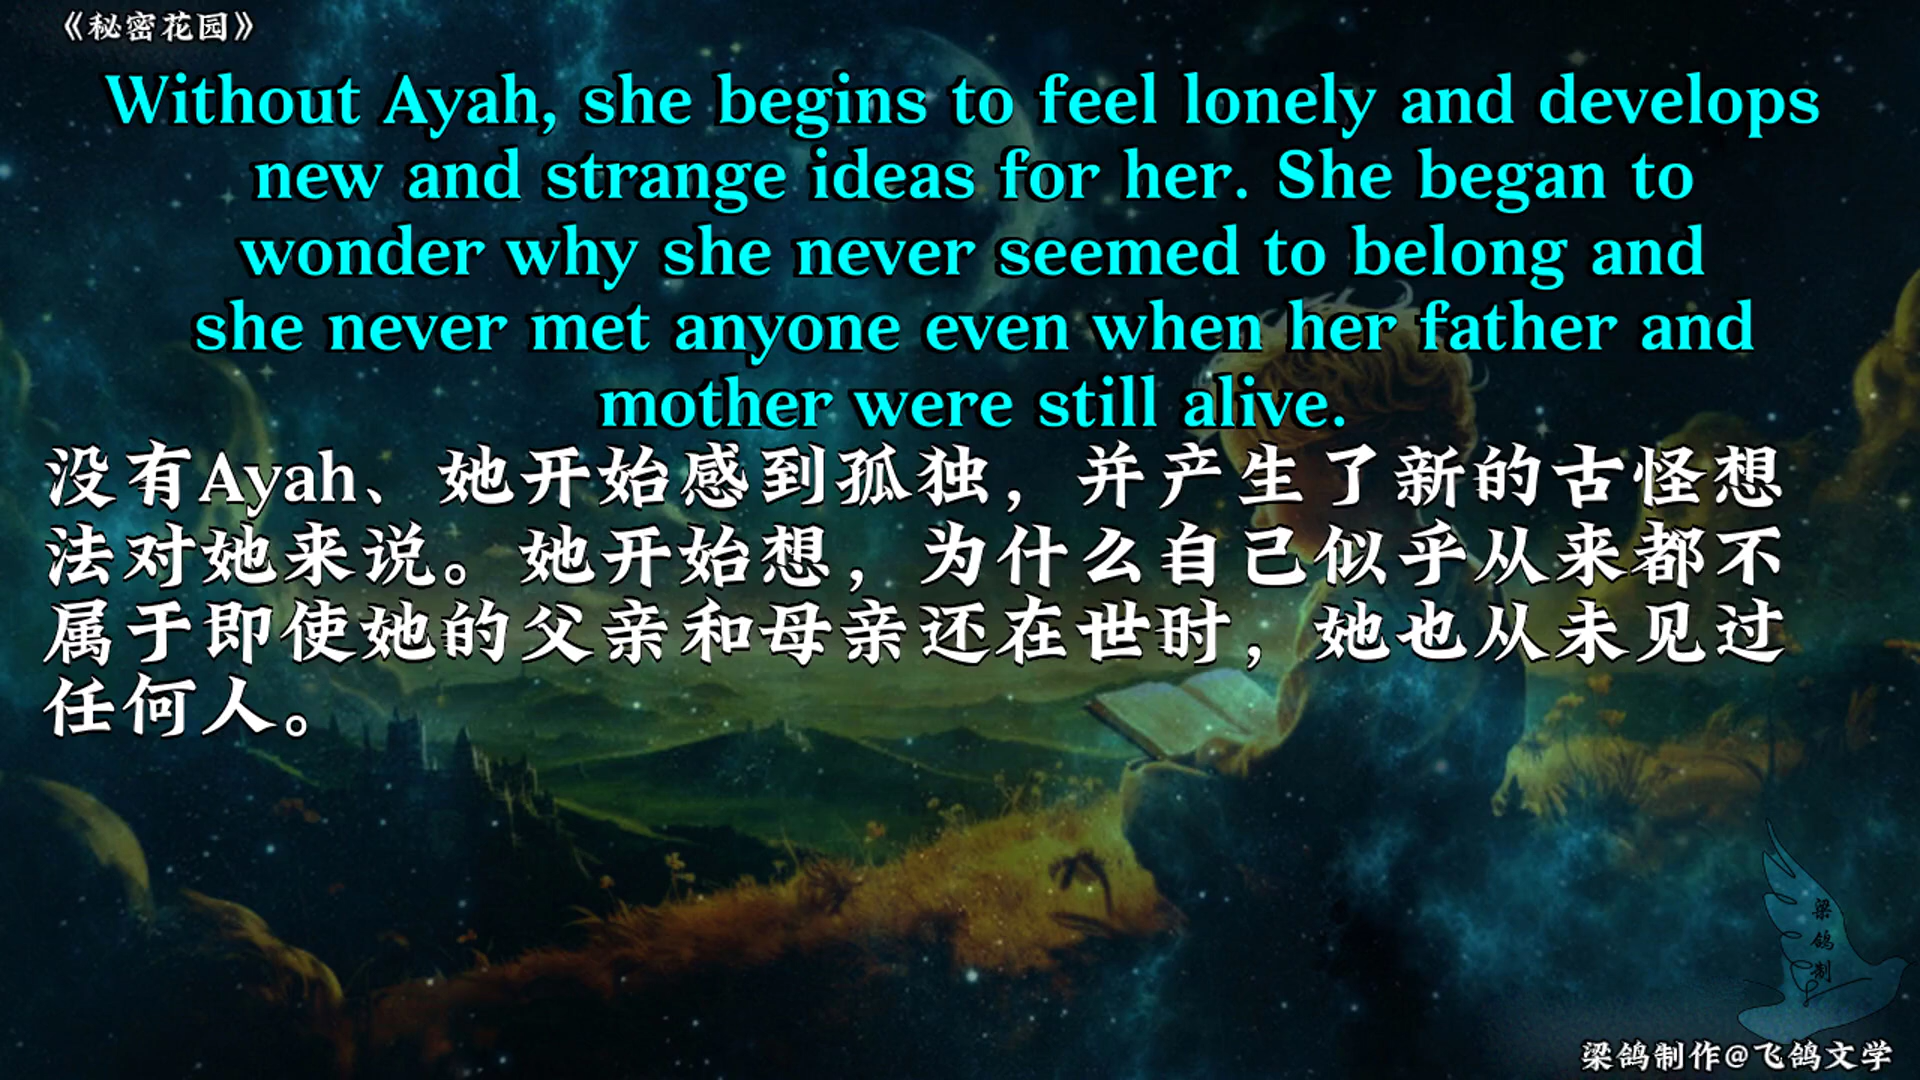 《秘密花园》
Without Ayah, she begins to feel lonely and develops
new and strange ideas for her. She began to
wonder why she never seemed to belong and
she never met anyone even when her father and
mother were still alive.
没有Ayah、她开始感到孤独，并产生了新的古怪想
法对她来说。她开始想，为什么自己似乎从来都不
属于即使她的父亲和母亲还在世时，她也从未见过
任何人。
梁
鸽
制
梁鸽制作@飞鸽文学